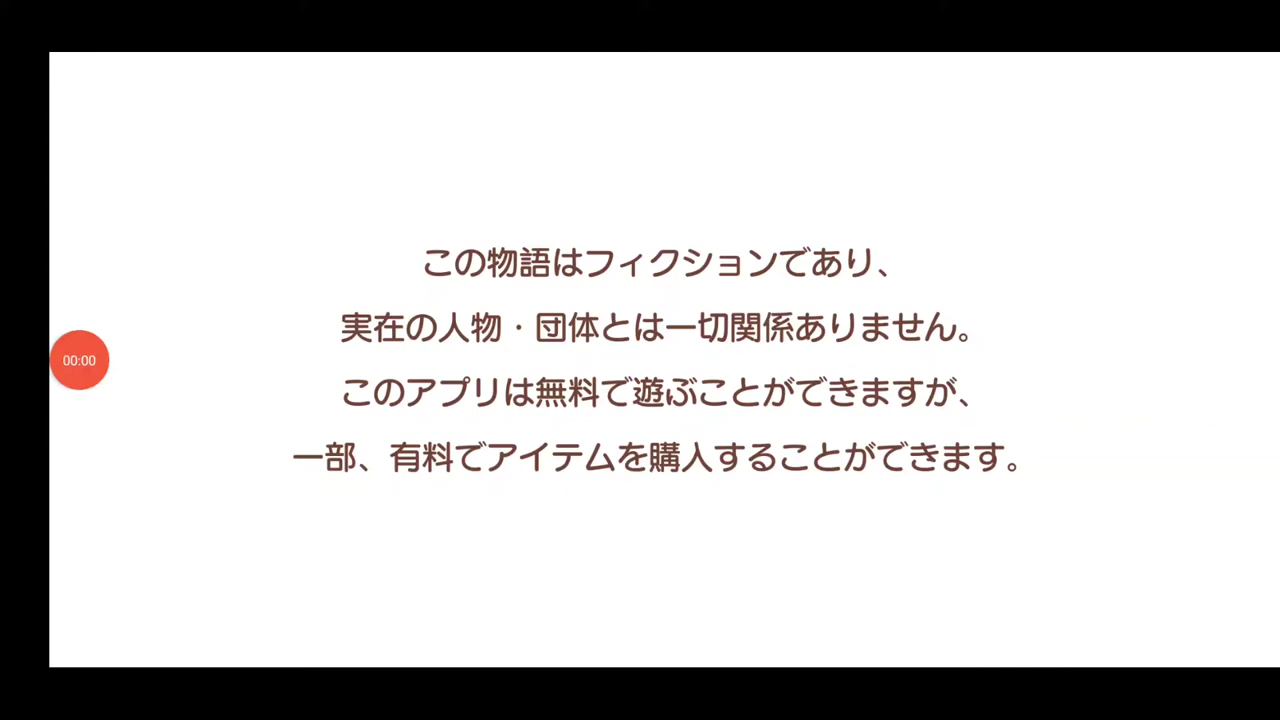 この物語はフィクションであり、
実在の人物・団体とは一切関係ありません。
00:00
このアプリは無料で遊ぶことができますが、
一部、有料でアイテムを購入することができます。